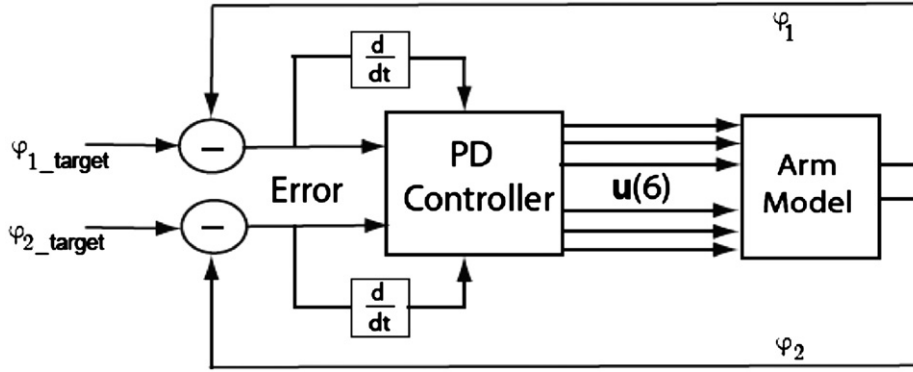 φ1
d
dt
φ1_target
−
PD
Controller
Arm
Model
Error
u(6)
φ2_target
−
d
dt
φ2